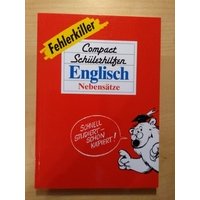 Fehlerkiller
Compact
Schülerhilfen
Englisch
Nebensätze
SCHNELL
STUDIERT –
SCHON
KAPIERT!